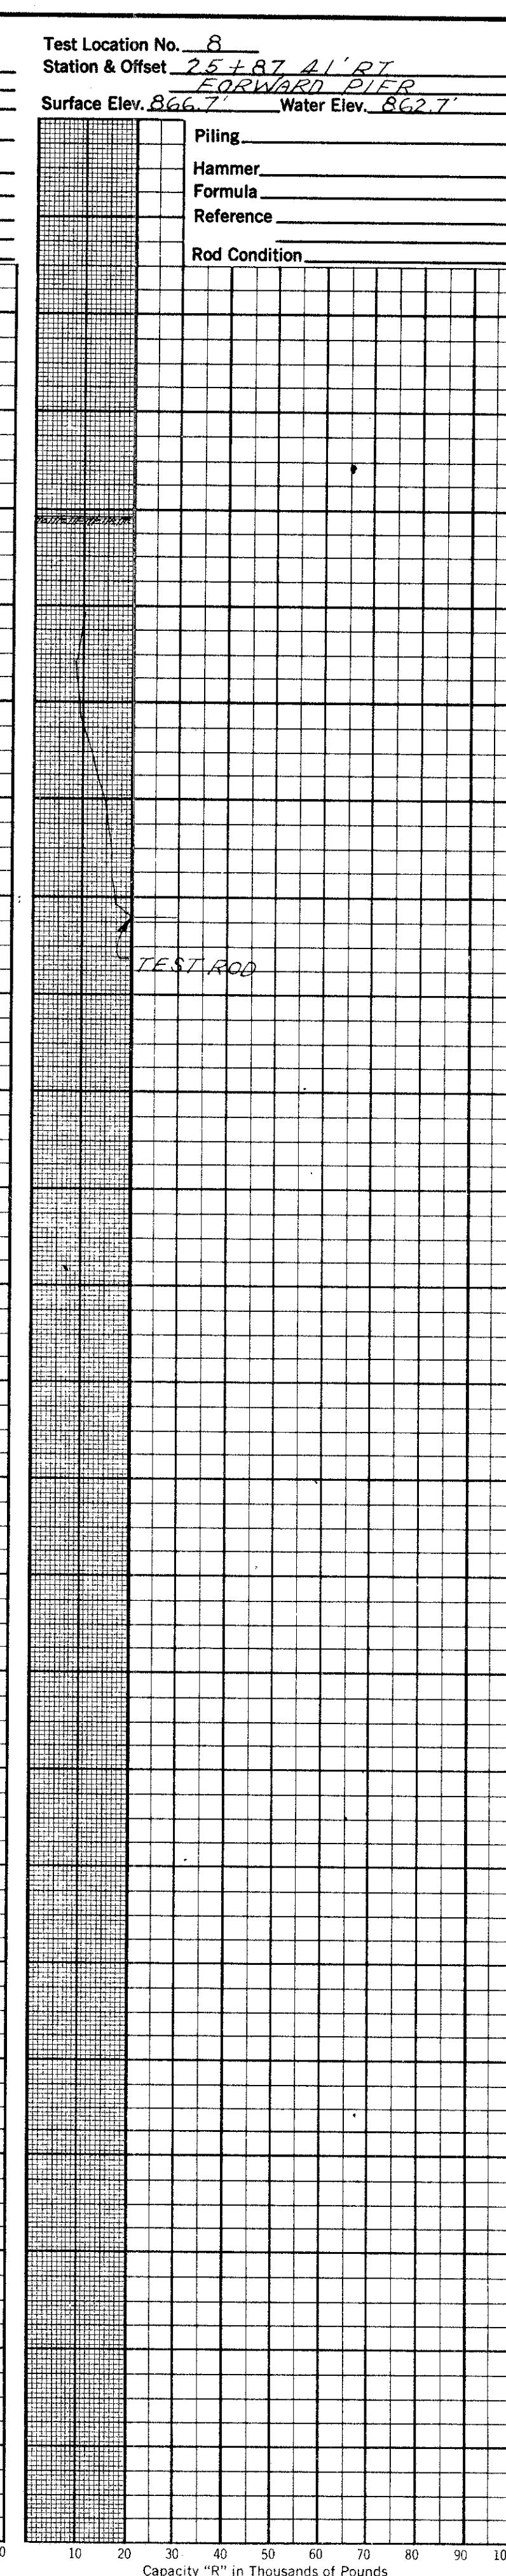 Test Location No. 8
Station & Offset 25+87 41' RT.
FORWARD PIER
Surface Elev. 866.7' Water Elev. 862.7'
Piling
Hammer
Formula
Reference
Rod Condition
TEST ROD
0 10 20 30 40 50 60 70 80 90 10
Capacity "R" in Thousands of Pounds